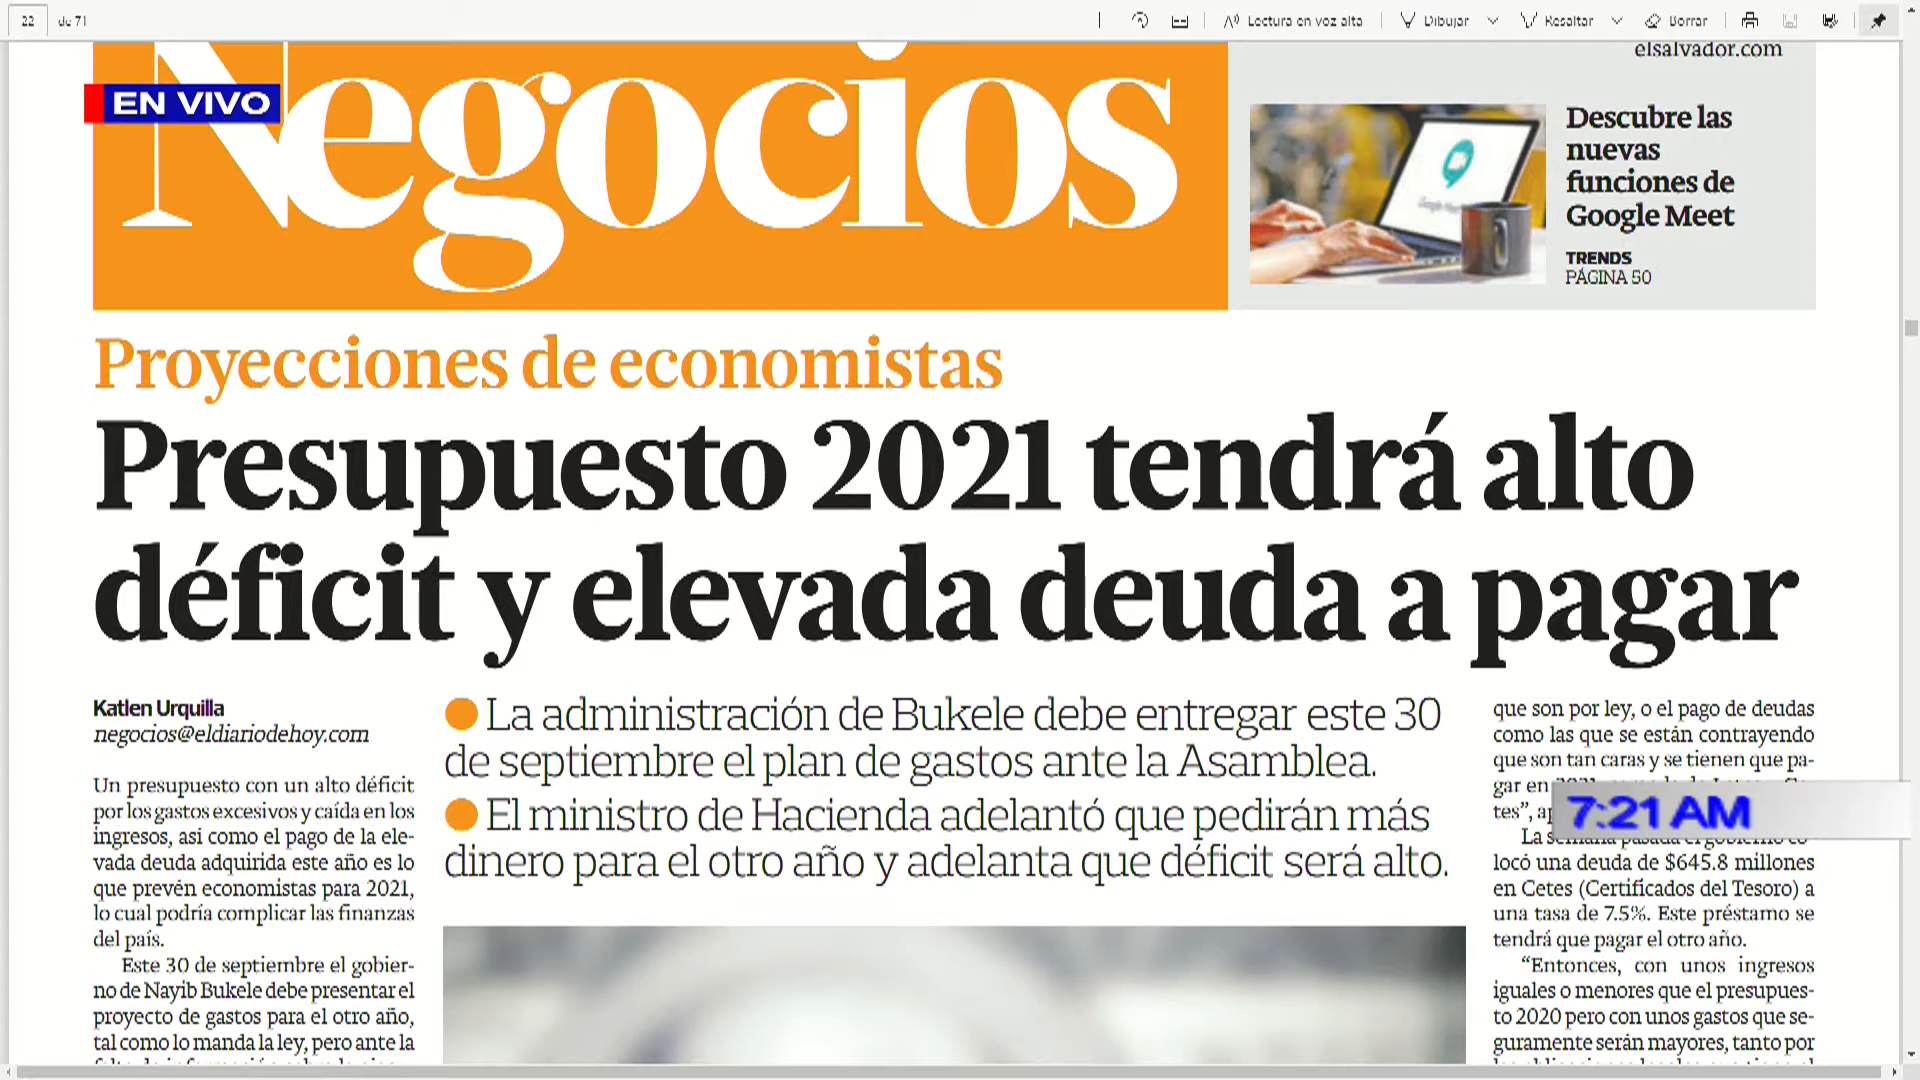 22
de 71
Lectura en voz alta
Dibujar
Resaltar
Borrar
Negocios
EN VIVO
elsalvador.com
Descubre las
nuevas
funciones de
Google Meet
TRENDS
PÁGINA 50
Proyecciones de economistas
Presupuesto 2021 tendrá alto
déficit y elevada deuda a pagar
Katlen Urquilla
negocios@eldiariodehoy.com
Un presupuesto con un alto déficit
por los gastos excesivos y caída en los
ingresos, asi como el pago de la ele-
vada deuda adquirida este año es lo
que prevén economistas para 2021,
lo cual podría complicar las finanzas
del país.
Este 30 de septiembre el gobier-
no de Nayib Bukele debe presentar el
proyecto de gastos para el otro año,
tal como lo manda la ley, pero ante la
La administración de Bukele debe entregar este 30
de septiembre el plan de gastos ante la Asamblea.
El ministro de Hacienda adelantó que pedirán más
dinero para el otro año y adelanta que déficit será alto.
que son por ley, o el pago de deudas
como las que se están contrayendo
que son tan caras y se tienen que pa-
gar en
tes”,
7:21 AM
La semana pasada el gobierno co-
locó una deuda de $645.8 millones
en Cetes (Certificados del Tesoro) a
una tasa de 7.5%. Este préstamo se
tendrá que pagar el otro año.
“Entonces, con unos ingresos
iguales o menores que el presupues-
to 2020 pero con unos gastos que se-
guramente serán mayores, tanto por